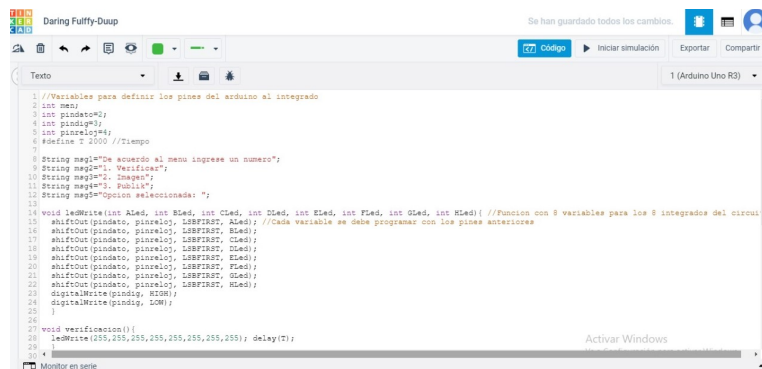 TIN
KER
CAD
Daring Fulffy-Duup
Se han guardado todos los cambios.
Código
Iniciar simulación
Exportar
Compartir
Texto
1 (Arduino Uno R3)
1 //Variables para definir los pines del arduino al integrado
2 int men;
3 int pindato=2;
4 int pindig=3;
5 int pinreloj=4;
6 #define T 2000 //Tiempo
7
8 String msg1="De acuerdo al menu ingrese un numero";
9 String msg2="1. Verificar";
10 String msg3="2. Imagen";
11 String msg4="3. Publik";
12 String msg5="Opcion seleccionada: ";
13
14 void ledWrite(int ALed, int BLed, int CLed, int DLed, int ELed, int FLed, int GLed, int HLed){ //Funcion con 8 variables para los 8 integrados del circui
15 shiftOut(pindato, pinreloj, LSBFIRST, ALed); //Cada variable se debe programar con los pines anteriores
16 shiftOut(pindato, pinreloj, LSBFIRST, BLed);
17 shiftOut(pindato, pinreloj, LSBFIRST, CLed);
18 shiftOut(pindato, pinreloj, LSBFIRST, DLed);
19 shiftOut(pindato, pinreloj, LSBFIRST, ELed);
20 shiftOut(pindato, pinreloj, LSBFIRST, FLed);
21 shiftOut(pindato, pinreloj, LSBFIRST, GLed);
22 shiftOut(pindato, pinreloj, LSBFIRST, HLed);
23 digitalWrite(pindig, HIGH);
24 digitalWrite(pindig, LOW);
25 }
26
27 void verificacion(){
28 ledWrite(255,255,255,255,255,255,255,255); delay(T);
29 }
30
Activar Windows
Monitor en serie